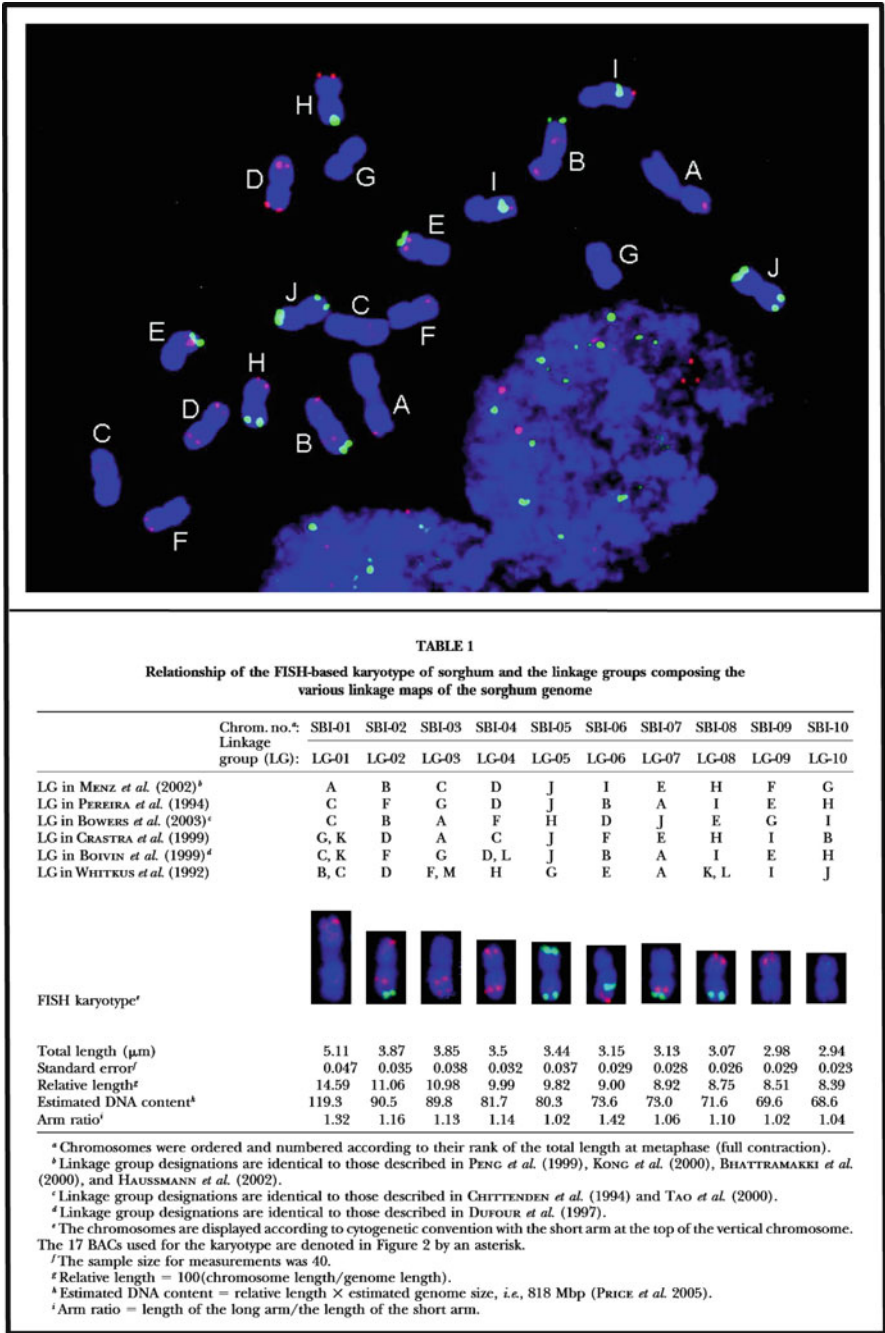 I
H
B
A
D
G
I
E
G
J
J
C
F
E
H
D
A
B
C
F
TABLE 1
Relationship of the FISH-based karyotype of sorghum and the linkage groups composing the
various linkage maps of the sorghum genome
Chrom. no.a: SBI-01 SBI-02 SBI-03 SBI-04 SBI-05 SBI-06 SBI-07 SBI-08 SBI-09 SBI-10
Linkage
group (LG): LG-01 LG-02 LG-03 LG-04 LG-05 LG-06 LG-07 LG-08 LG-09 LG-10
LG in MENZ et al. (2002)b A B C D J I E H F G
LG in PEREIRA et al. (1994) C F G D J B A I E H
LG in BOWERS et al. (2003)c C B A F H D J E G I
LG in CRASTRA et al. (1999) G, K D A C J F E H I B
LG in BOIVIN et al. (1999)d C, K F G D, L J B A I E H
LG in WHITKUS et al. (1992) B, C D F, M H G E A K, L I J
FISH karyotypee
Total length (μm) 5.11 3.87 3.85 3.5 3.44 3.15 3.13 3.07 2.98 2.94
Standard errorf 0.047 0.035 0.038 0.032 0.037 0.029 0.028 0.026 0.029 0.023
Relative lengthg 14.59 11.06 10.98 9.99 9.82 9.00 8.92 8.75 8.51 8.39
Estimated DNA contenth 119.3 90.5 89.8 81.7 80.3 73.6 73.0 71.6 69.6 68.6
Arm ratioi 1.32 1.16 1.13 1.14 1.02 1.42 1.06 1.10 1.02 1.04
a Chromosomes were ordered and numbered according to their rank of the total length at metaphase (full contraction).
b Linkage group designations are identical to those described in PENG et al. (1999), KONG et al. (2000), BHATTRAMAKKI et al.
(2000), and HAUSSMANN et al. (2002).
c Linkage group designations are identical to those described in CHITTENDEN et al. (1994) and TAO et al. (2000).
d Linkage group designations are identical to those described in DUFOUR et al. (1997).
e The chromosomes are displayed according to cytogenetic convention with the short arm at the top of the vertical chromosome.
The 17 BACs used for the karyotype are denoted in Figure 2 by an asterisk.
f The sample size for measurements was 40.
g Relative length = 100(chromosome length/genome length).
h Estimated DNA content = relative length × estimated genome size, i.e., 818 Mbp (PRICE et al. 2005).
i Arm ratio = length of the long arm/the length of the short arm.